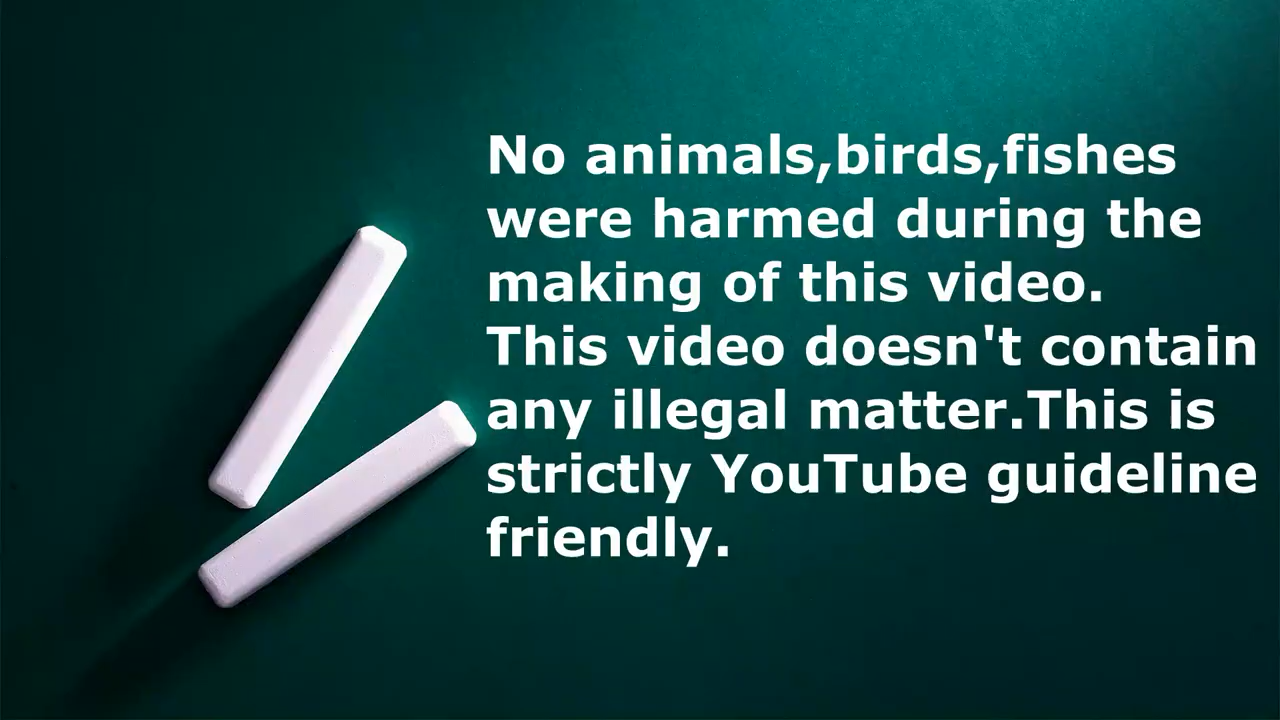 No animals,birds,fishes
were harmed during the
making of this video.
This video doesn't contain
any illegal matter.This is
strictly YouTube guideline
friendly.